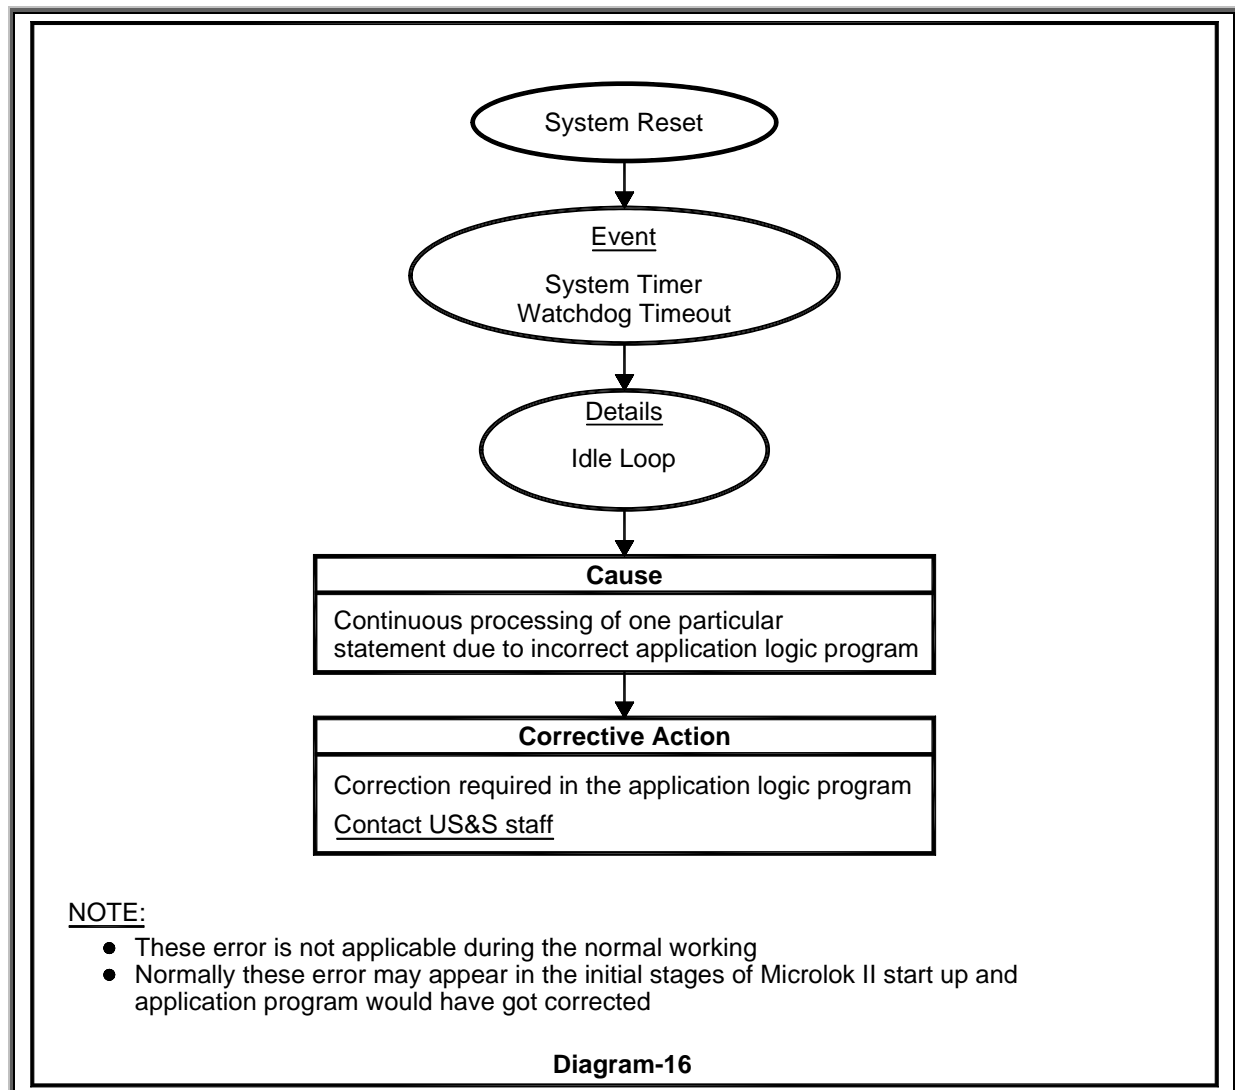 System Reset
Event
System Timer
Watchdog Timeout
Details
Idle Loop
Cause
Continuous processing of one particular
statement due to incorrect application logic program
Corrective Action
Correction required in the application logic program
Contact US&S staff
NOTE:
● These error is not applicable during the normal working
● Normally these error may appear in the initial stages of Microlok II start up and
application program would have got corrected
Diagram-16